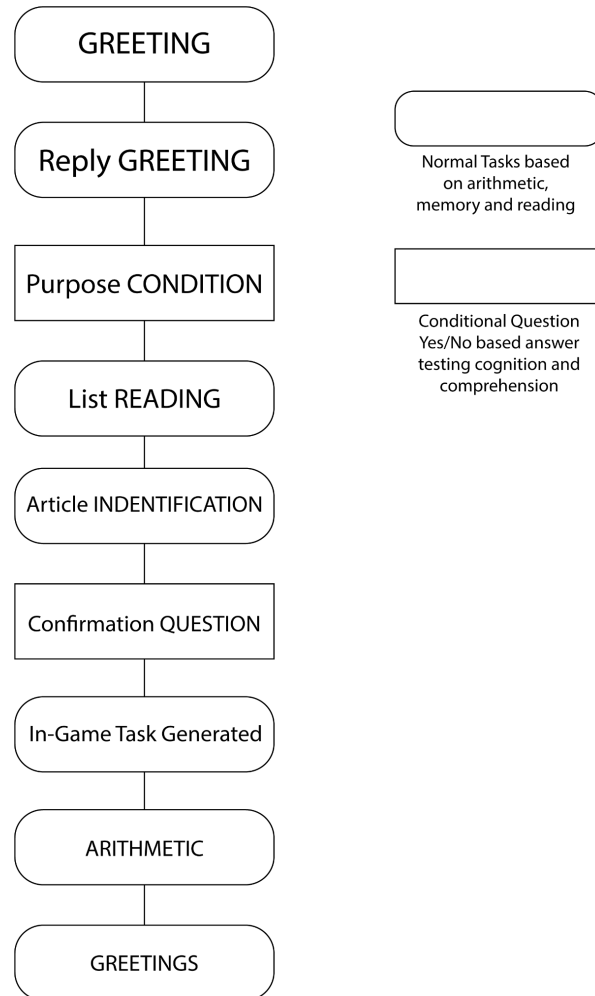 GREETING
Reply GREETING
Purpose CONDITION
List READING
Article INDENTIFICATION
Confirmation QUESTION
In-Game Task Generated
ARITHMETIC
GREETINGS
Normal Tasks based
on arithmetic,
memory and reading
Conditional Question
Yes/No based answer
testing cognition and
comprehension